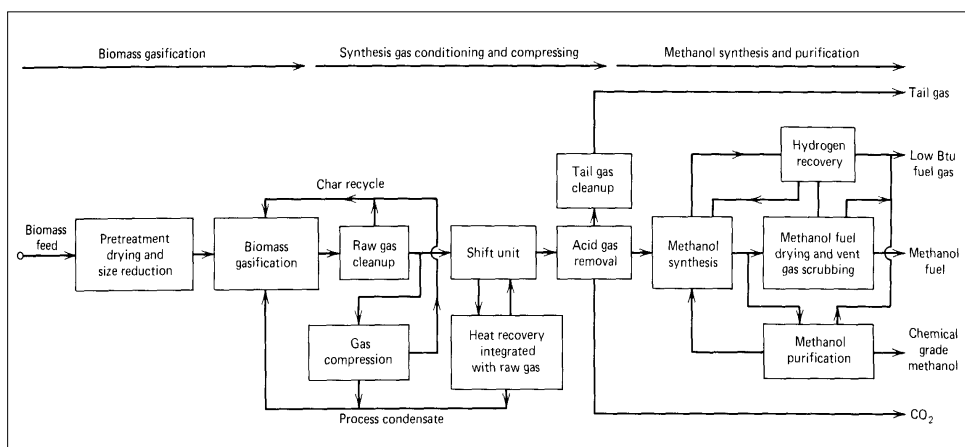 Biomass gasification
Synthesis gas conditioning and compressing
Methanol synthesis and purification
Tail gas
Hydrogen
recovery
Low Btu
fuel gas
Tail gas
cleanup
Char recycle
Biomass
feed
Pretreatment
drying and
size reduction
Biomass
gasification
Raw gas
cleanup
Shift unit
Acid gas
removal
Methanol
synthesis
Methanol fuel
drying and vent
gas scrubbing
Methanol
fuel
Gas
compression
Heat recovery
integrated
with raw gas
Methanol
purification
Chemical
grade
methanol
Process condensate
CO₂